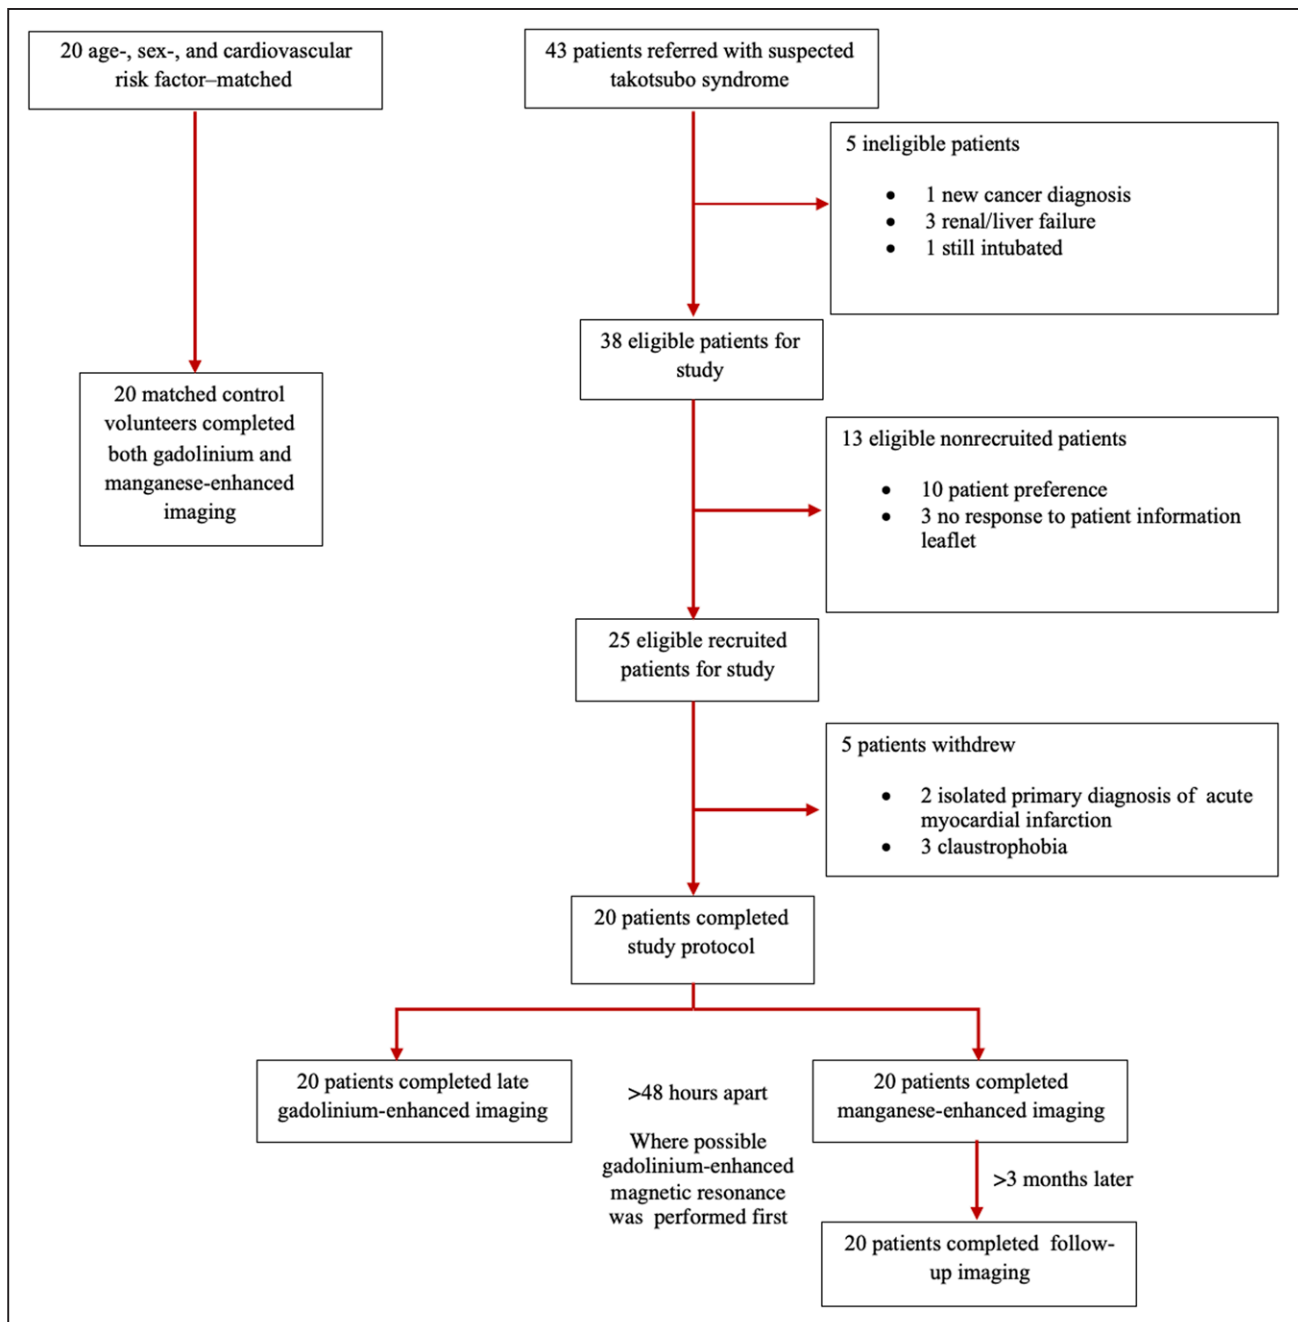 20 age-, sex-, and cardiovascular
risk factor–matched
43 patients referred with suspected
takotsubo syndrome
5 ineligible patients
• 1 new cancer diagnosis
• 3 renal/liver failure
• 1 still intubated
38 eligible patients for
study
20 matched control
volunteers completed
both gadolinium and
manganese-enhanced
imaging
13 eligible nonrecruited patients
• 10 patient preference
• 3 no response to patient information
leaflet
25 eligible recruited
patients for study
5 patients withdrew
• 2 isolated primary diagnosis of acute
myocardial infarction
• 3 claustrophobia
20 patients completed
study protocol
20 patients completed late
gadolinium-enhanced imaging
>48 hours apart
Where possible
gadolinium-enhanced
magnetic resonance
was performed first
20 patients completed
manganese-enhanced imaging
>3 months later
20 patients completed follow-
up imaging